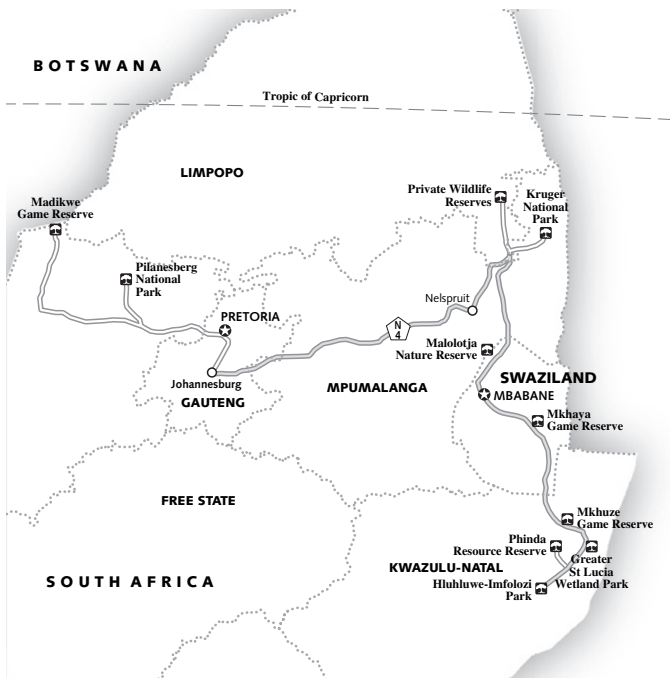 BOTSWANA
Tropic of Capricorn
LIMPOPO
Madikwe
Game Reserve
Private Wildlife
Reserves
Kruger
National
Park
Pilanesberg
National
Park
PRETORIA
Nelspruit
N
4
Malolotja
Nature Reserve
Johannesburg
GAUTENG
MPUMALANGA
SWAZILAND
MBABANE
Mkhaya
Game Reserve
FREE STATE
Mkhuze
Game Reserve
Phinda
Resource Reserve
Greater
St Lucia
Wetland Park
KWAZULU-NATAL
Hluhluwe-Imfolozi
Park
SOUTH AFRICA